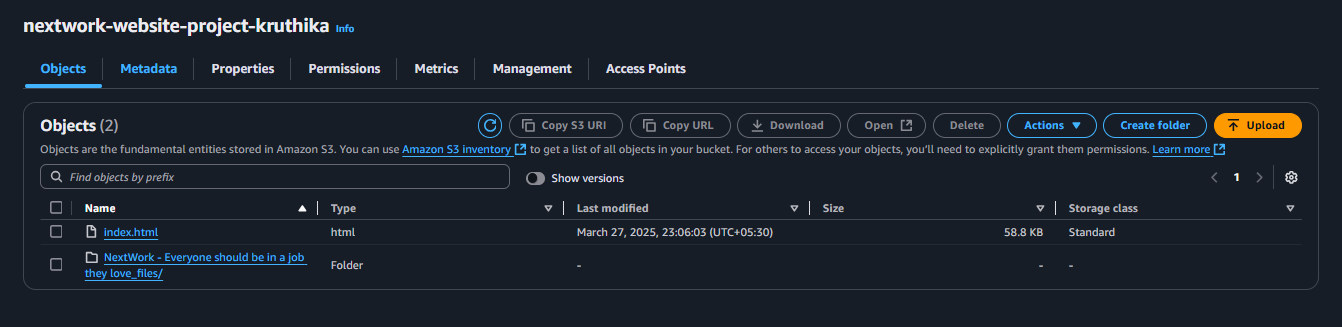 nextwork-website-project-kruthika Info
Objects Metadata Properties Permissions Metrics Management Access Points
Objects (2) Copy S3 URI Copy URL Download Open Delete Actions Create folder Upload
Objects are the fundamental entities stored in Amazon S3. You can use Amazon S3 inventory to get a list of all objects in your bucket. For others to access your objects, you'll need to explicitly grant them permissions. Learn more
Find objects by prefix Show versions 1
Name Type Last modified Size Storage class
index.html html March 27, 2025, 23:06:03 (UTC+05:30) 58.8 KB Standard
NextWork - Everyone should be in a job
they love_files/ Folder - - -